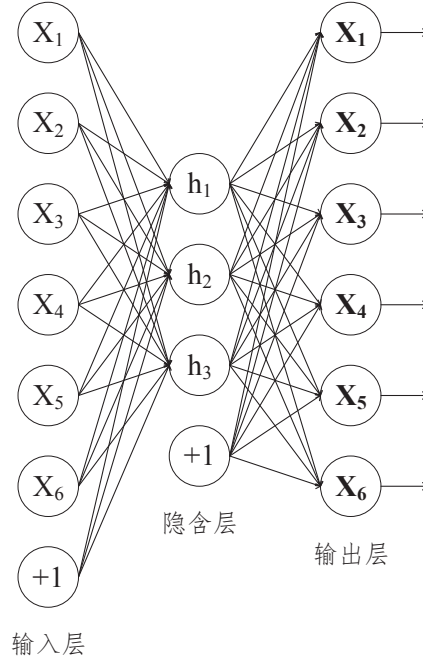 X₁
X₂
X₃
X₄
X₅
X₆
+1
输入层
h₁
h₂
h₃
+1
隐含层
X₁
X₂
X₃
X₄
X₅
X₆
输出层